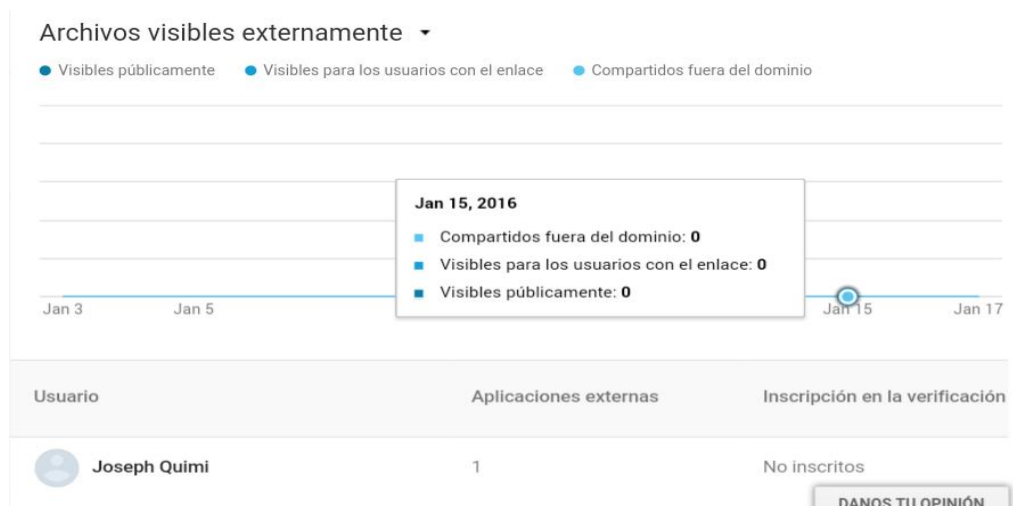 Archivos visibles externamente
Visibles públicamente Visibles para los usuarios con el enlace Compartidos fuera del dominio
Jan 15, 2016
Compartidos fuera del dominio: 0
Visibles para los usuarios con el enlace: 0
Visibles públicamente: 0
Jan 3 Jan 5 Jan 15 Jan 17
Usuario Aplicaciones externas Inscripción en la verificación
Joseph Quimi 1 No inscritos
DANOS TU OPINIÓN